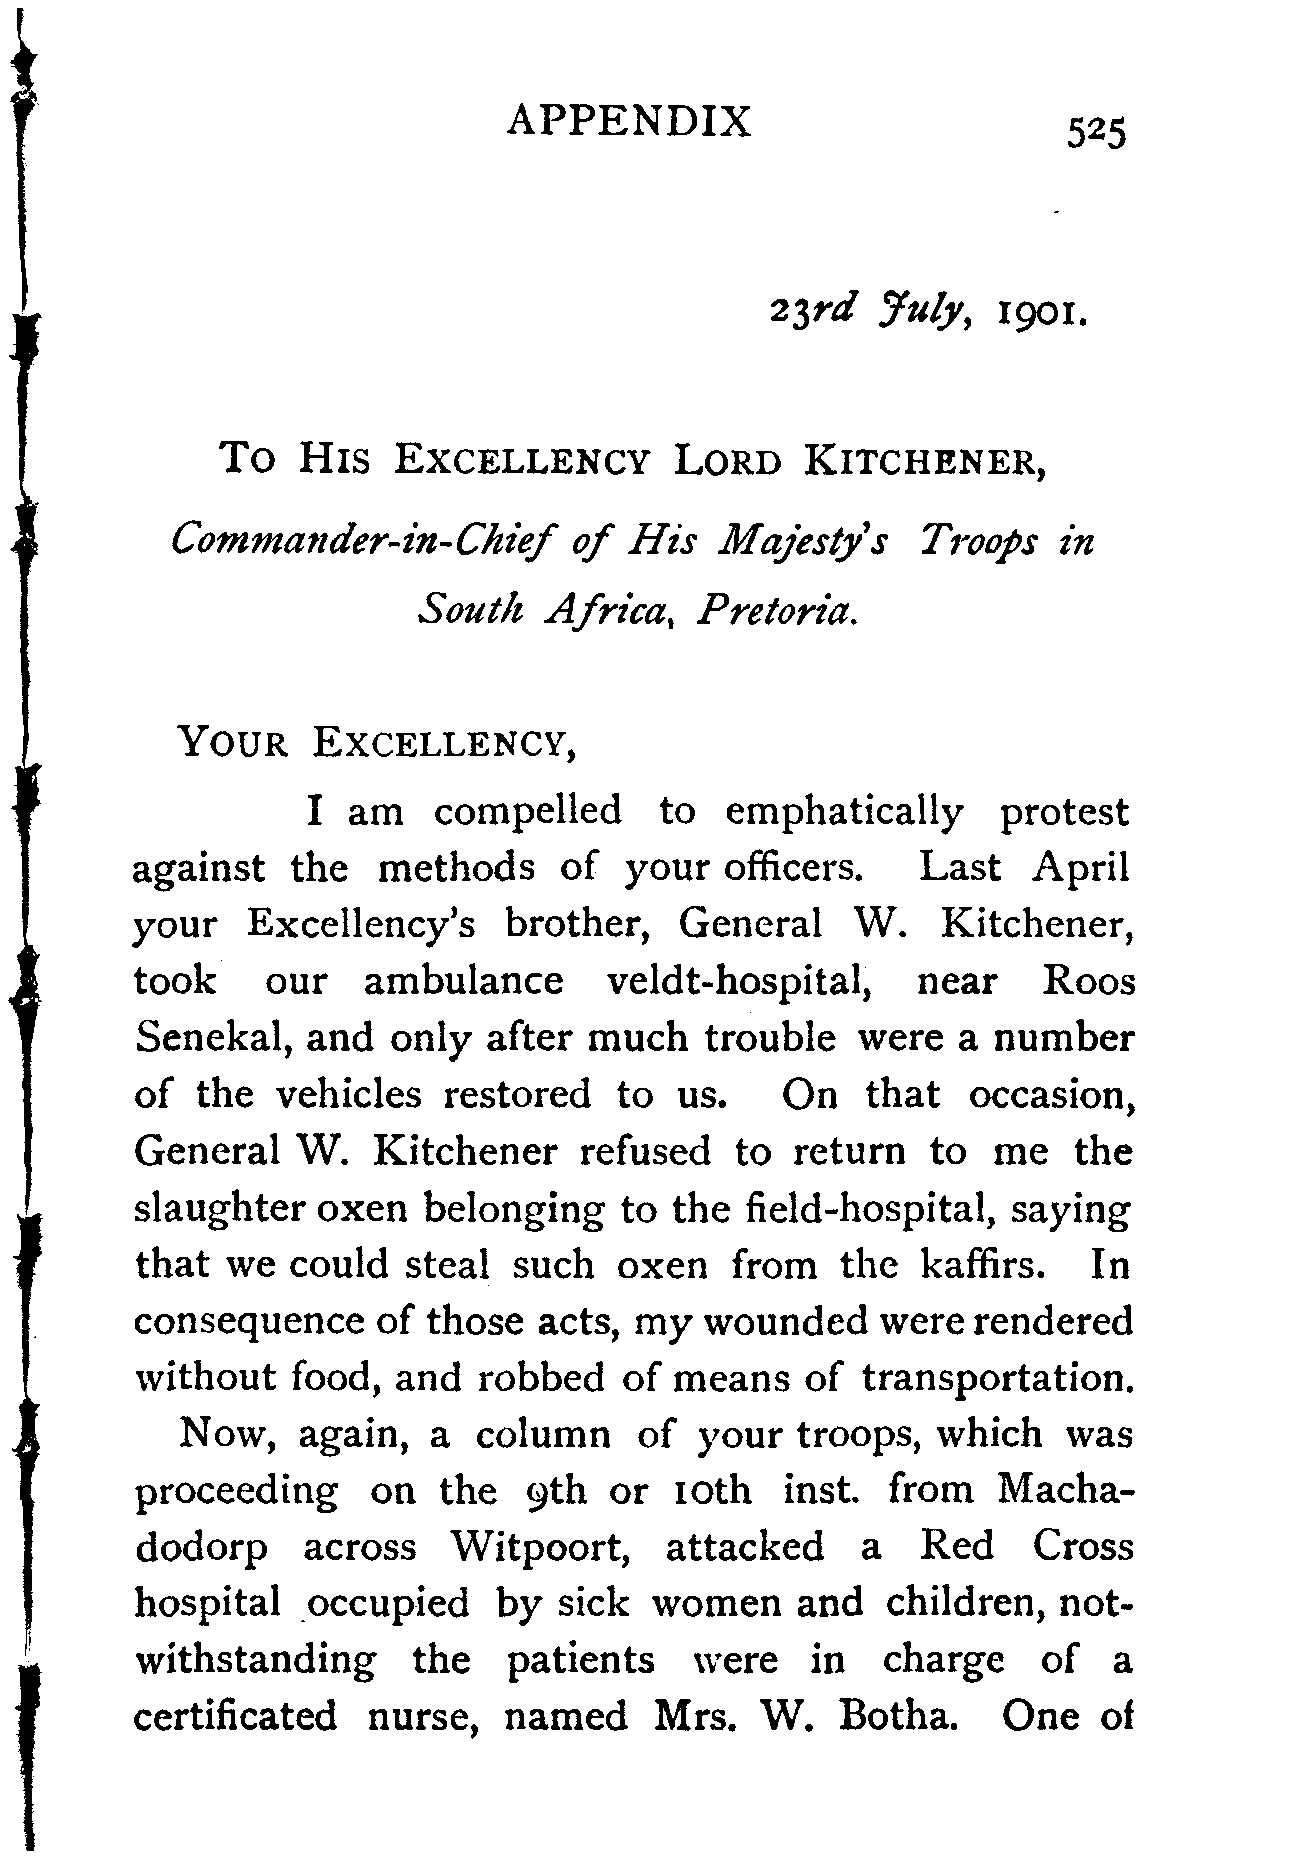 APPENDIX 525
23rd July, 1901.
To His Excellency Lord Kitchener,
Commander-in-Chief of His Majesty's Troops in
South Africa, Pretoria.
Your Excellency,
I am compelled to emphatically protest
against the methods of your officers. Last April
your Excellency's brother, General W. Kitchener,
took our ambulance veldt-hospital, near Roos
Senekal, and only after much trouble were a number
of the vehicles restored to us. On that occasion,
General W. Kitchener refused to return to me the
slaughter oxen belonging to the field-hospital, saying
that we could steal such oxen from the kaffirs. In
consequence of those acts, my wounded were rendered
without food, and robbed of means of transportation.
Now, again, a column of your troops, which was
proceeding on the 9th or 10th inst. from Macha-
dodorp across Witpoort, attacked a Red Cross
hospital occupied by sick women and children, not-
withstanding the patients were in charge of a
certificated nurse, named Mrs. W. Botha. One of